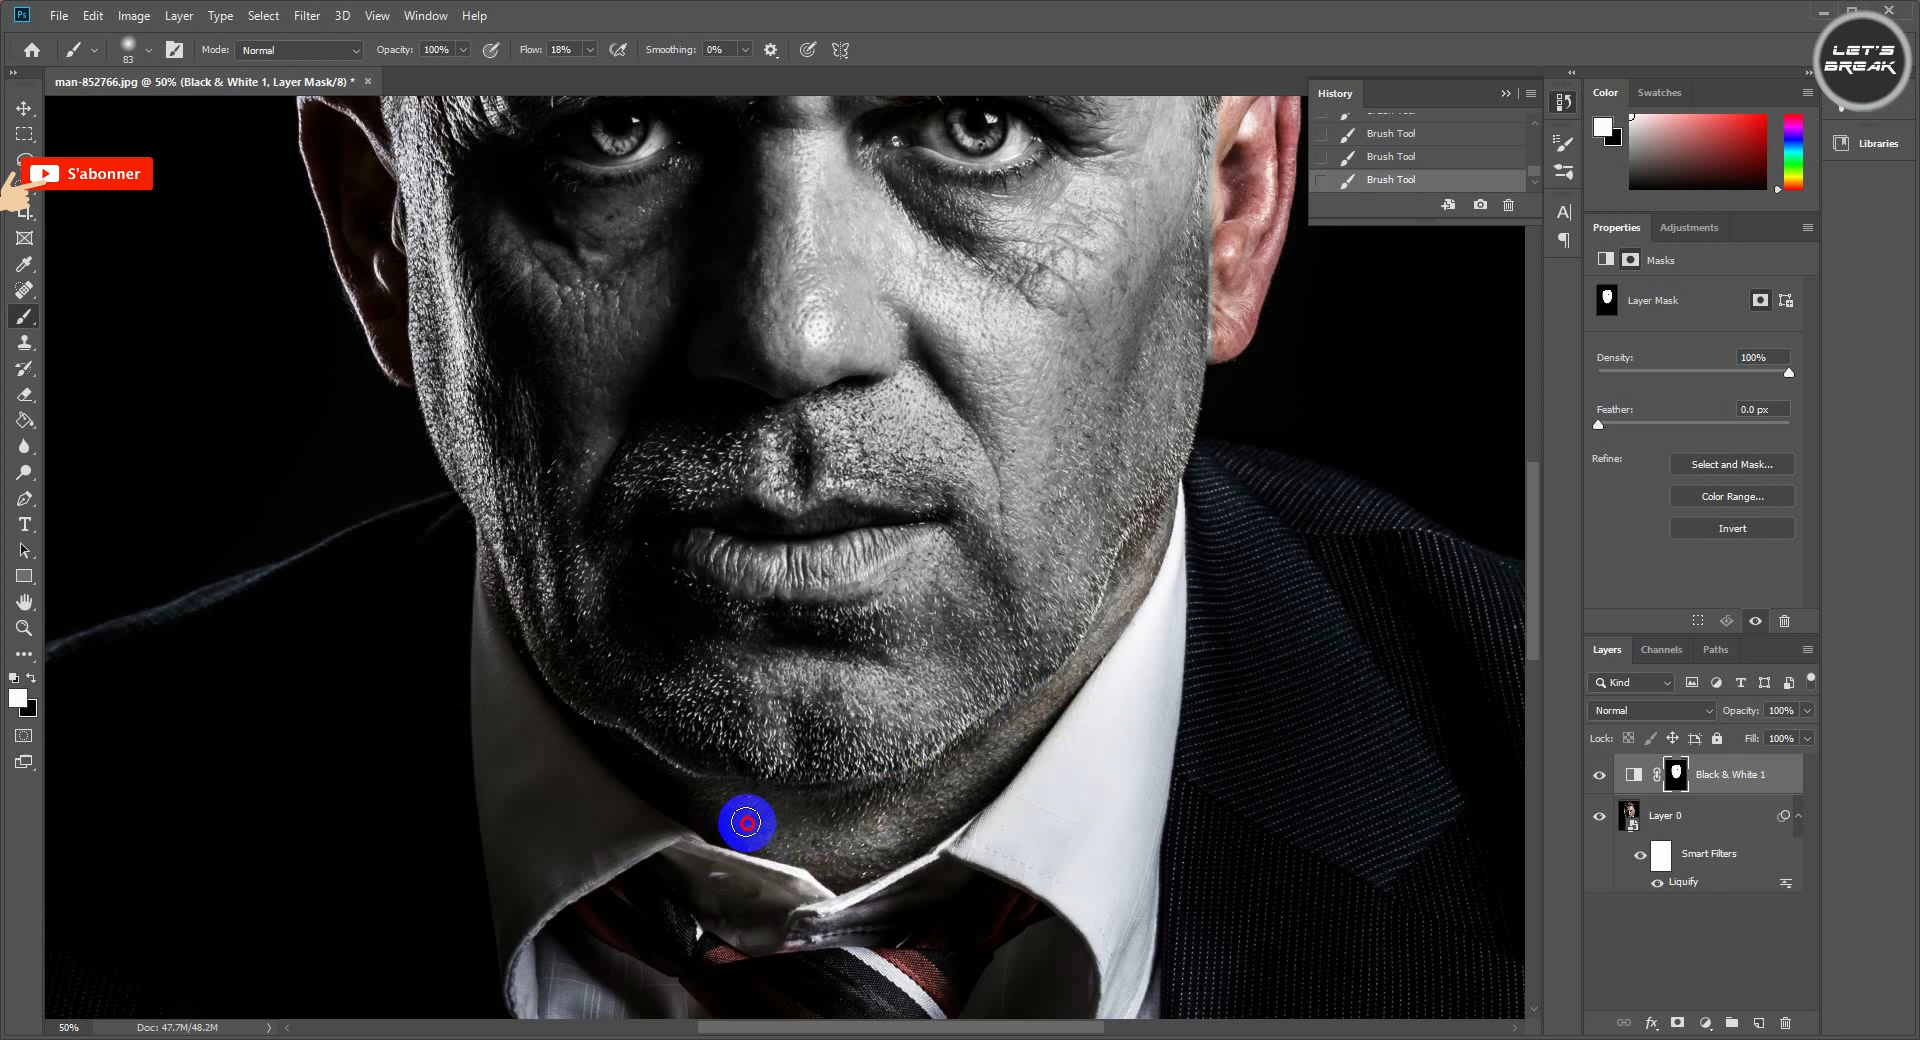 Ps File Edit Image Layer Type Select Filter 3D View Window Help
83 Mode: Normal Opacity: 100% Flow: 18% Smoothing: 0%
LET'S BREAK
man-852766.jpg @ 50% (Black & White 1, Layer Mask/8) * ×
S'abonner
History
Brush Tool
Brush Tool
Brush Tool
Color Swatches
Libraries
Properties Adjustments
Masks
Layer Mask
Density: 100%
Feather: 0.0 px
Refine: Select and Mask...
Color Range...
Invert
Layers Channels Paths
Kind
Normal Opacity: 100%
Lock: Fill: 100%
Black & White 1
Layer 0
Smart Filters
Liquify
fx
50% Doc: 47.7M/48.2M